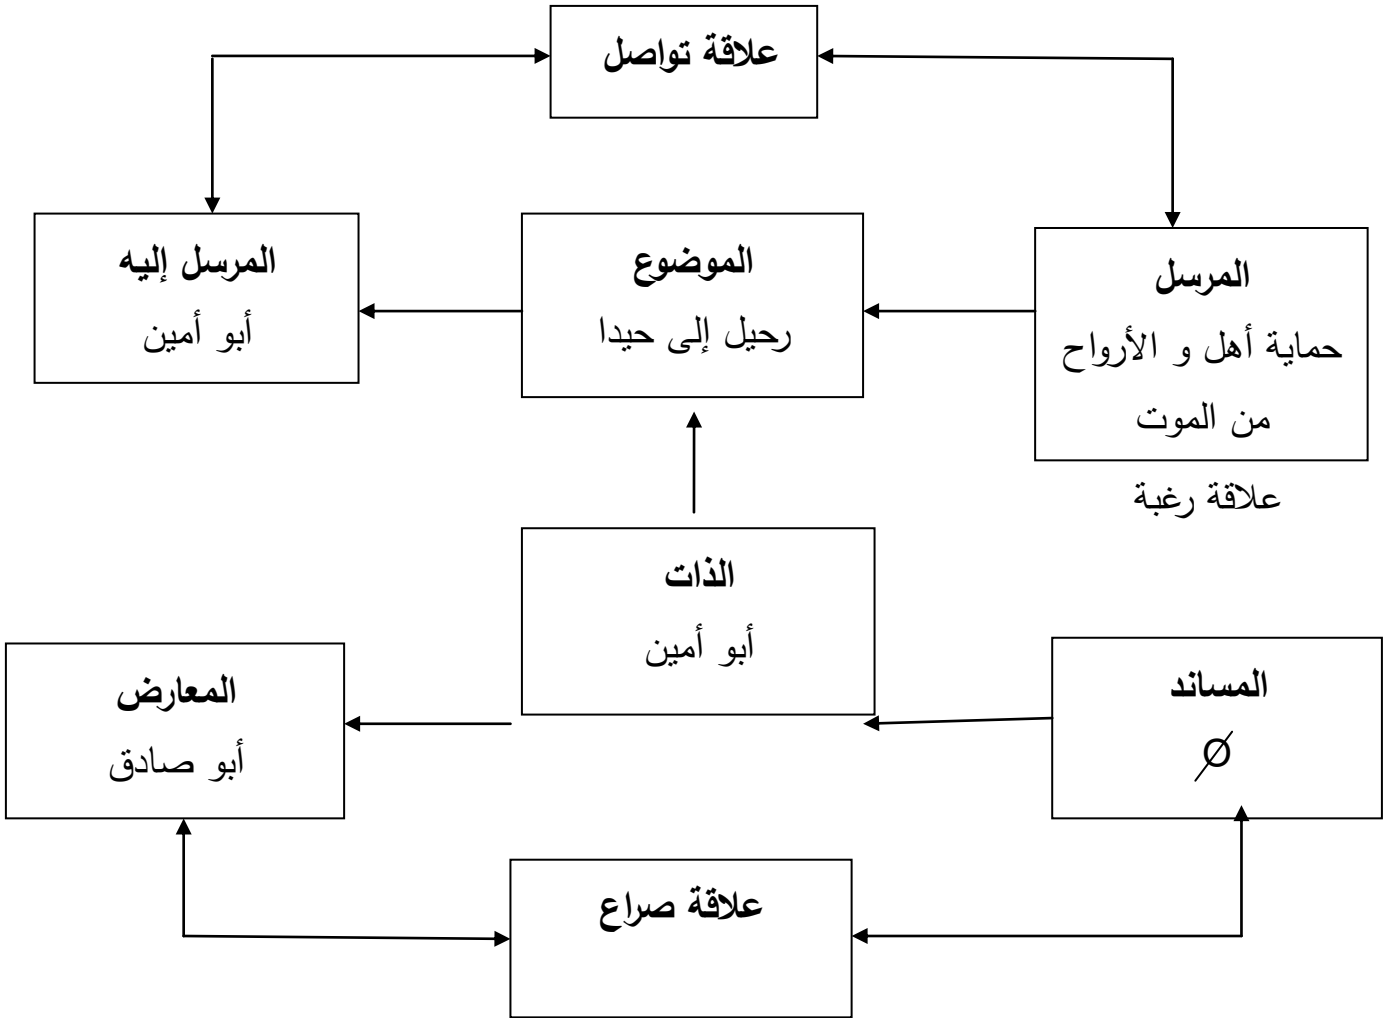 علاقة تواصل
المرسل
حماية أهل و الأرواح
من الموت
الموضوع
رحيل إلى حيدا
المرسل إليه
أبو أمين
علاقة رغبة
الذات
أبو أمين
المساند
Ø
المعارض
أبو صادق
علاقة صراع